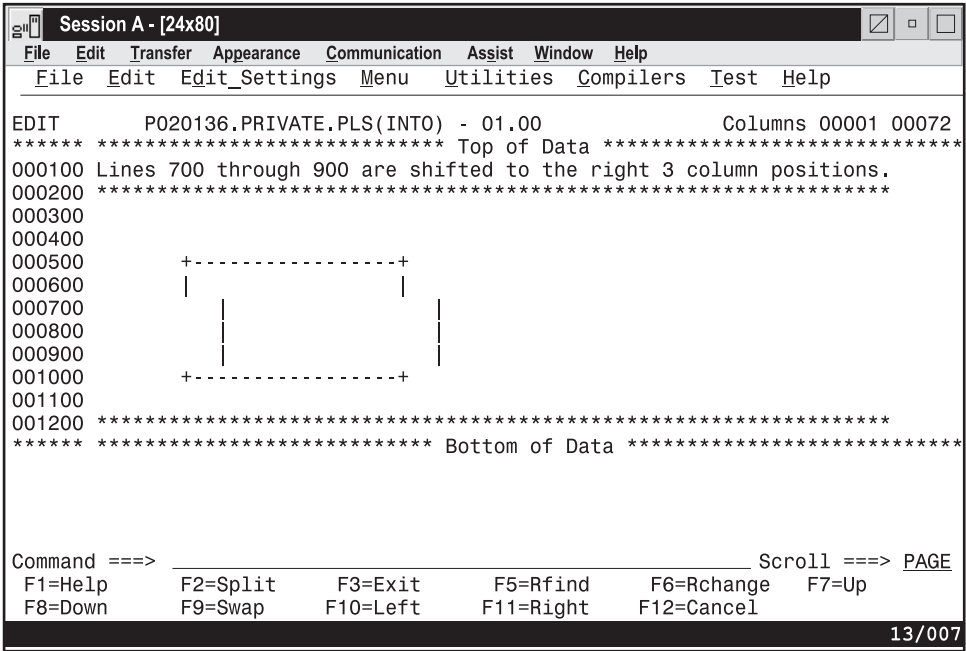 Session A - [24x80]
File Edit Transfer Appearance Communication Assist Window Help
File Edit Edit_Settings Menu Utilities Compilers Test Help
EDIT       P020136.PRIVATE.PLS(INTO) - 01.00               Columns 00001 00072
****** ***************************** Top of Data ******************************
000100 Lines 700 through 900 are shifted to the right 3 column positions.
000200 ******************************************************************
000300
000400
000500        +-----------------+
000600        |                 |
000700           |                 |
000800           |                 |
000900           |                 |
001000        +-----------------+
001100
001200 ******************************************************************
****** **************************** Bottom of Data ****************************
Command ===> ________________________________________________ Scroll ===> PAGE
F1=Help F2=Split F3=Exit F5=Rfind F6=Rchange F7=Up
F8=Down F9=Swap F10=Left F11=Right F12=Cancel
13/007